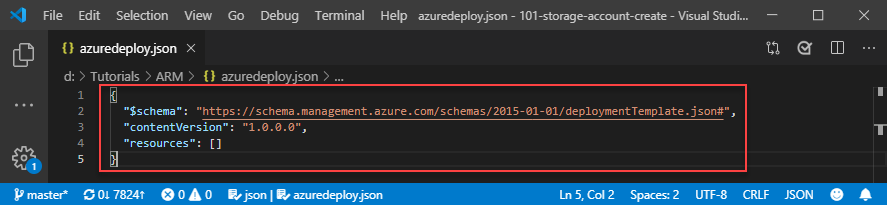 File Edit Selection View Go Debug Terminal Help azuredeploy.json - 101-storage-account-create - Visual Studi...
{} azuredeploy.json ×
d: > Tutorials > ARM > {} azuredeploy.json > ...
1 {
2 "$schema": "https://schema.management.azure.com/schemas/2015-01-01/deploymentTemplate.json#",
3 "contentVersion": "1.0.0.0",
4 "resources": []
5 }
1
master* 0↓ 7824↑ 0 0 json | azuredeploy.json Ln 5, Col 2 Spaces: 2 UTF-8 CRLF JSON